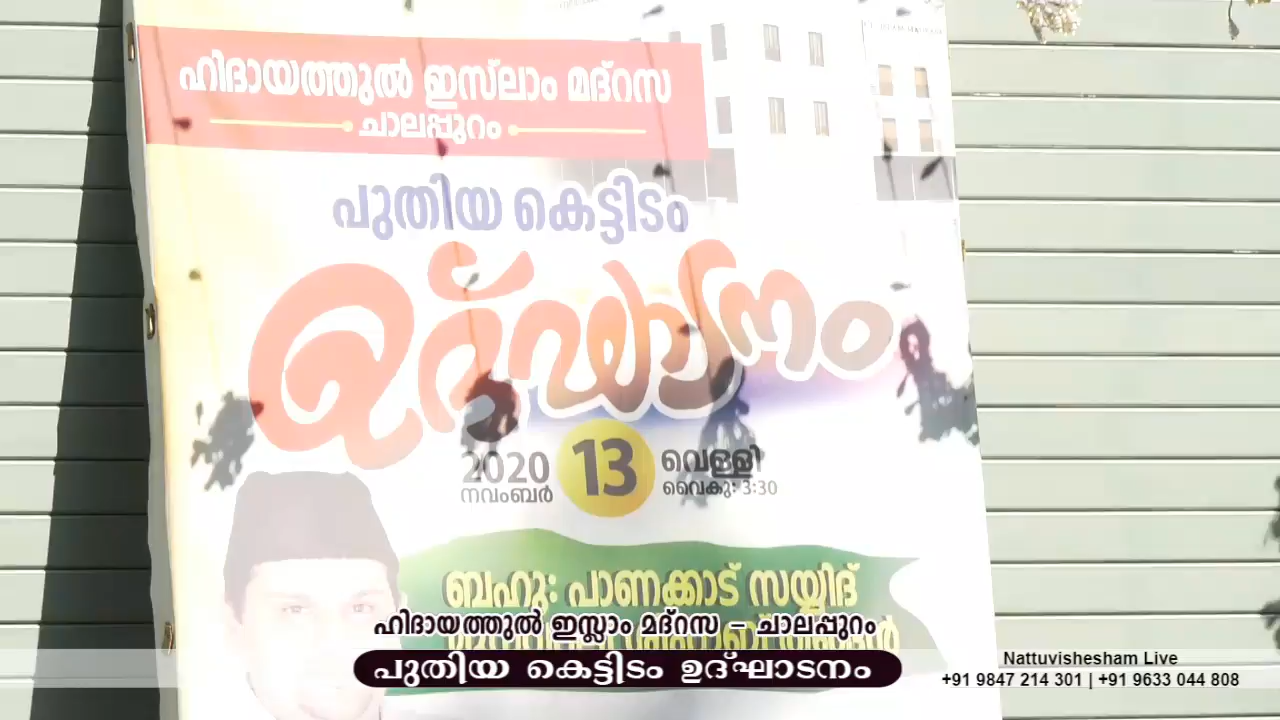 ഹിദായത്തുൽ ഇസ്‌ലാം മദ്റസ
ചാലപ്പുറം
പുതിയ കെട്ടിടം
ഉദ്ഘാടനം
2020 13 വെള്ളി
നവംബർ വൈകു: 3:30
ബഹു: പാണക്കാട് സയ്യിദ്
ഹിദായത്തുൽ ഇസ്ലാം മദ്റസ – ചാലപ്പുറം
പുതിയ കെട്ടിടം ഉദ്ഘാടനം
Nattuvishesham Live
+91 9847 214 301 | +91 9633 044 808